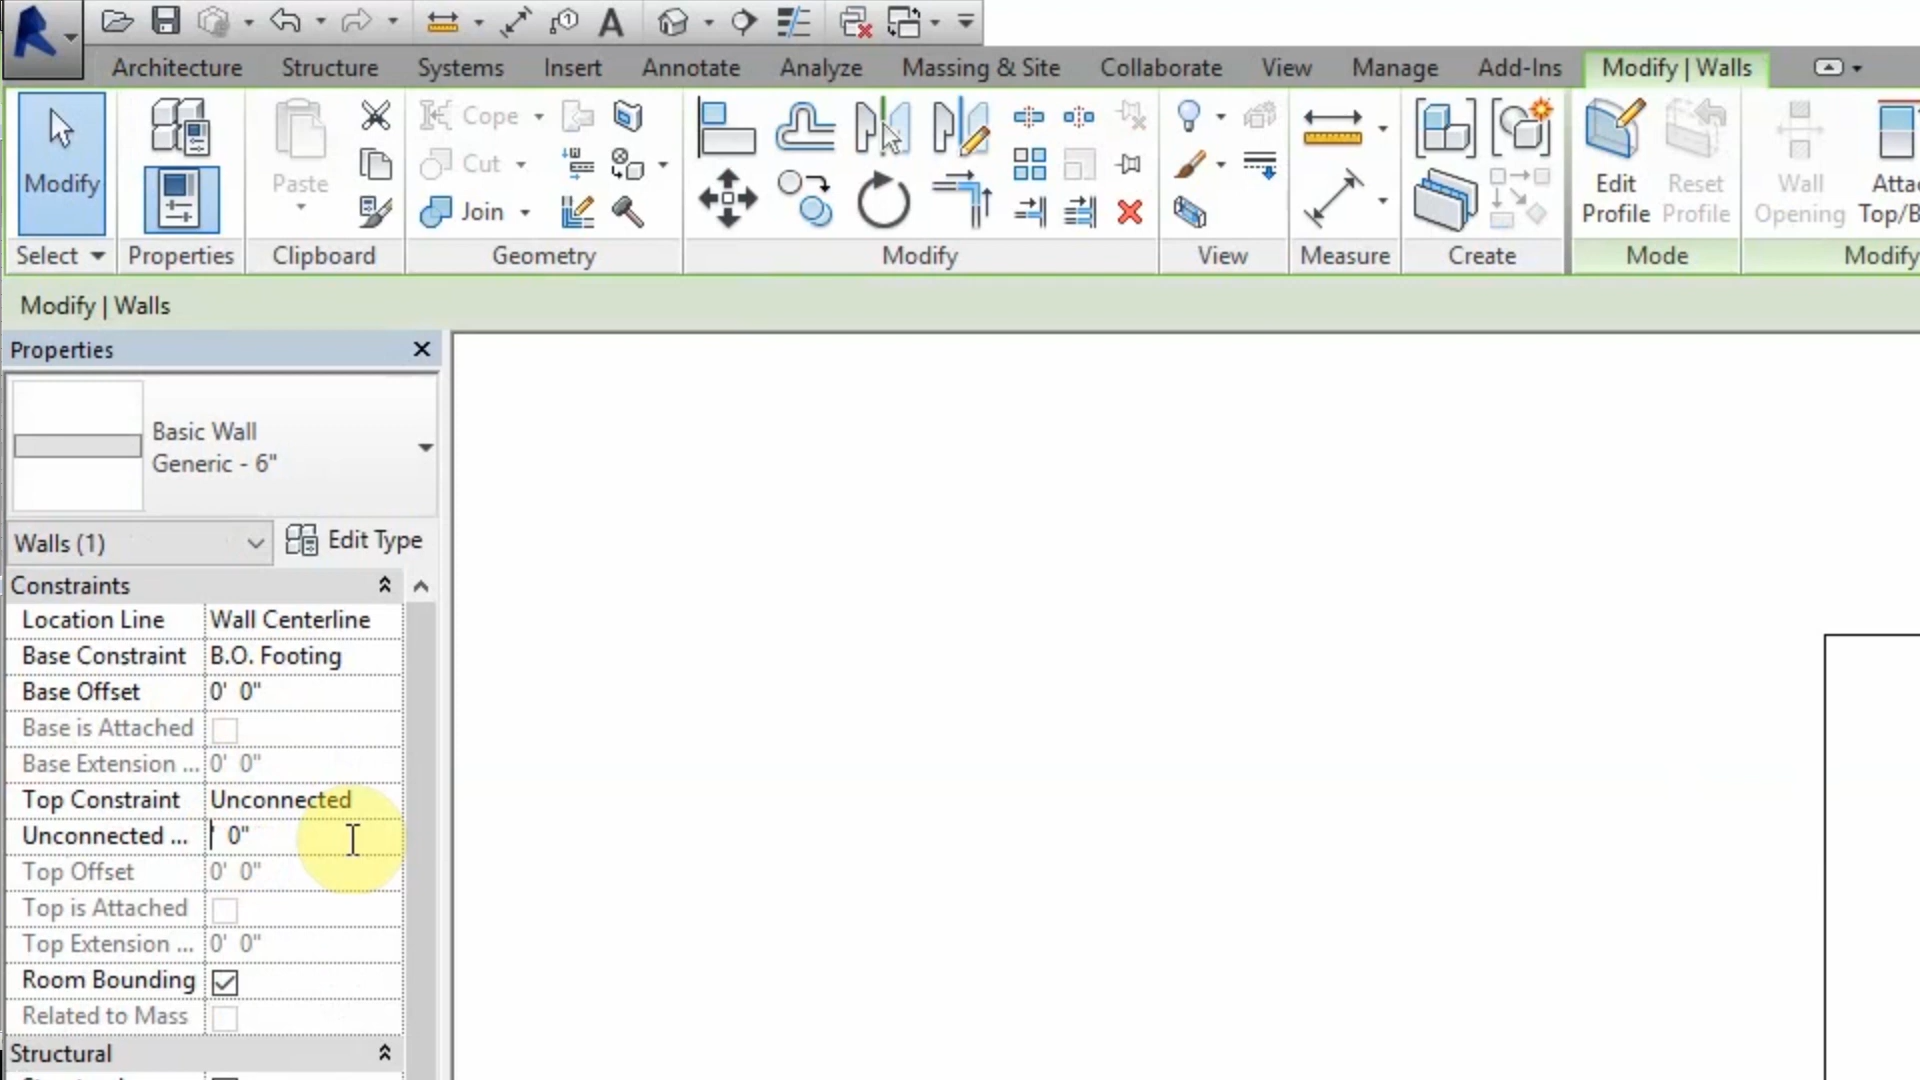 Architecture Structure Systems Insert Annotate Analyze Massing & Site Collaborate View Manage Add-Ins Modify | Walls
Cope
Cut
Join
Modify
Paste
Edit
Profile
Reset
Profile
Wall
Opening
Attac
Top/B
Select Properties Clipboard Geometry Modify View Measure Create Mode Modify
Modify | Walls
Properties
Basic Wall
Generic - 6"
Walls (1) Edit Type
Constraints
Location Line Wall Centerline
Base Constraint B.O. Footing
Base Offset 0' 0"
Base is Attached
Base Extension ... 0' 0"
Top Constraint Unconnected
Unconnected ... ' 0"
Top Offset 0' 0"
Top is Attached
Top Extension ... 0' 0"
Room Bounding
Related to Mass
Structural